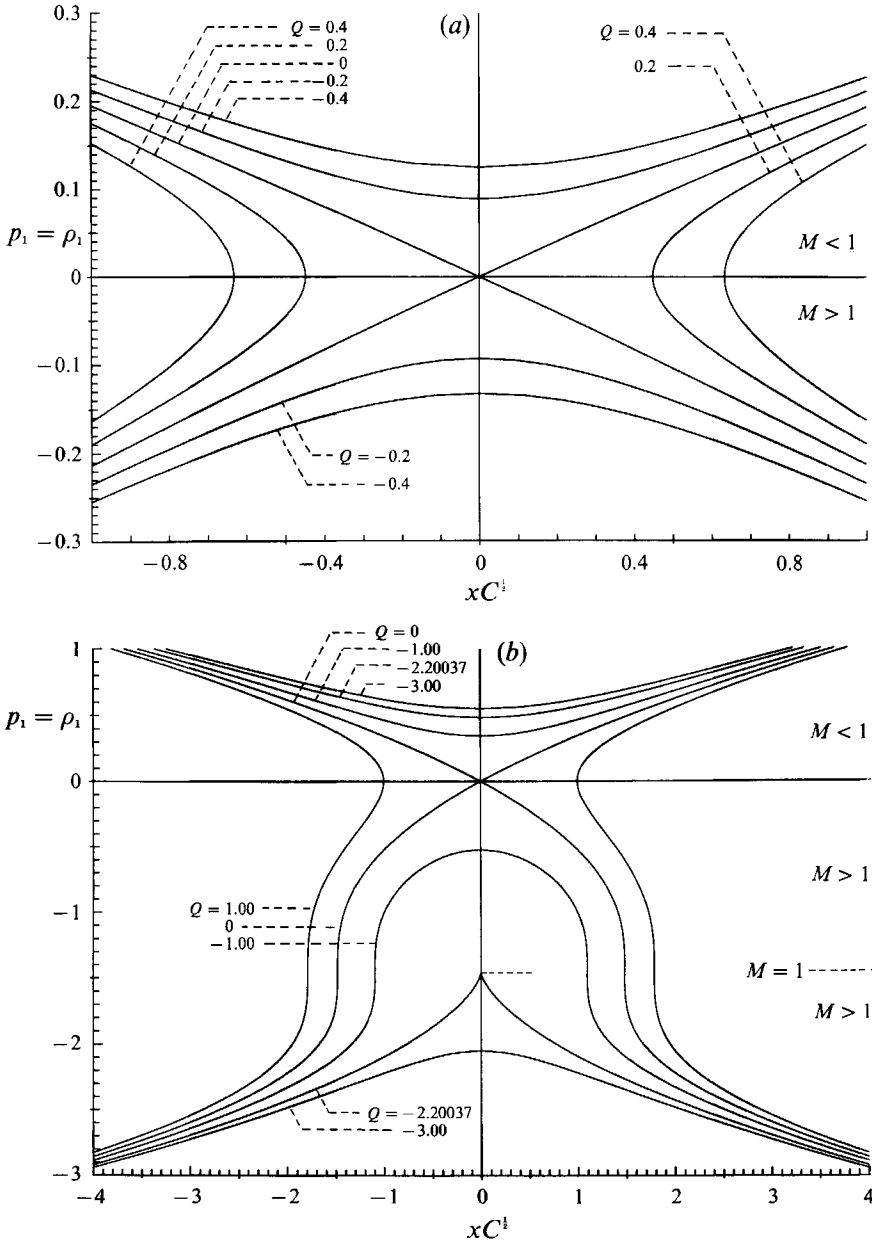 (a)
0.3
0.2
0.1
p₁ = ρ₁
0
−0.1
−0.2
−0.3
Q = 0.4
0.2
0
−0.2
−0.4
Q = 0.4
0.2
M < 1
M > 1
Q = −0.2
−0.4
−0.8
−0.4
0
0.4
0.8
xC^½
(b)
1
p₁ = ρ₁
0
−1
−2
−3
Q = 0
−1.00
−2.20037
−3.00
M < 1
M > 1
Q = 1.00
0
−1.00
M = 1
M > 1
Q = −2.20037
−3.00
−4
−3
−2
−1
0
1
2
3
4
xC^½